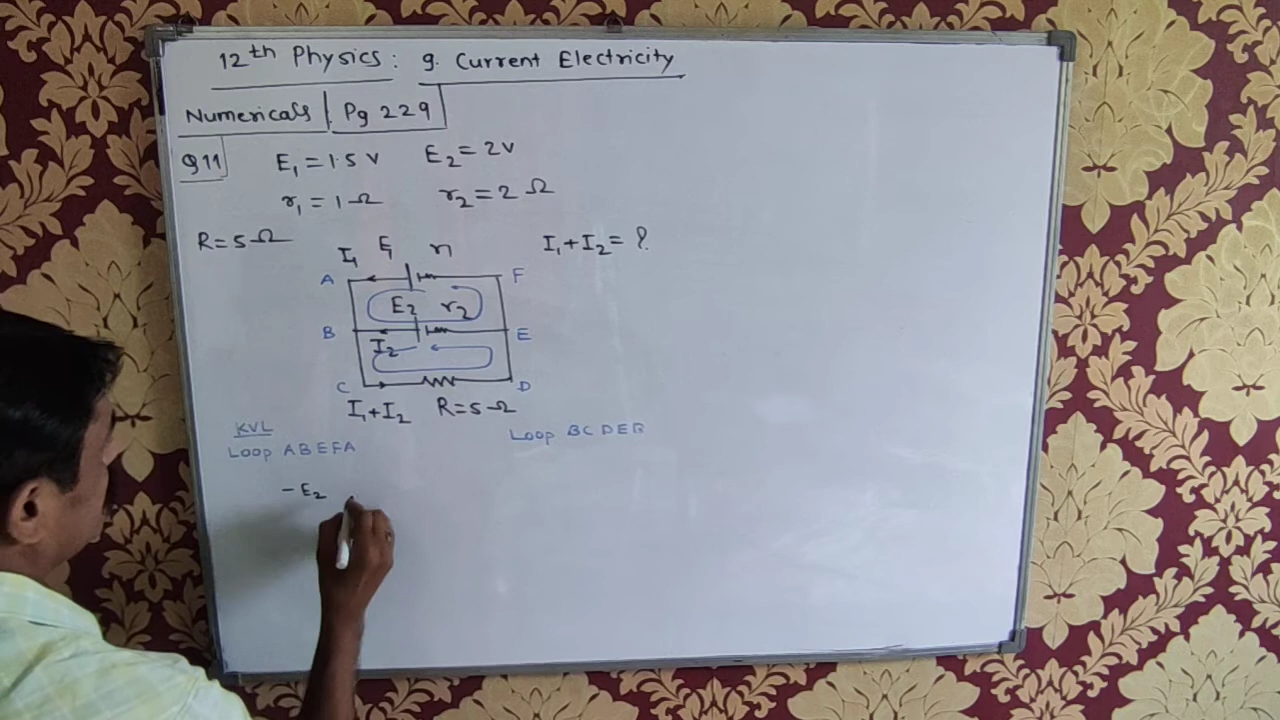 12th Physics: 9. Current Electricity
Numericals | Pg 229
Q11 E₁ = 1.5 V E₂ = 2V
r₁ = 1 Ω r₂ = 2 Ω
R = 5 Ω
I₁ E₁ r₁ I₁ + I₂ = ?
A F
E₂ r₂
B E
I₂
C D
I₁+I₂ R=5Ω
KVL
Loop ABEFA
Loop BCDEB
- E₂